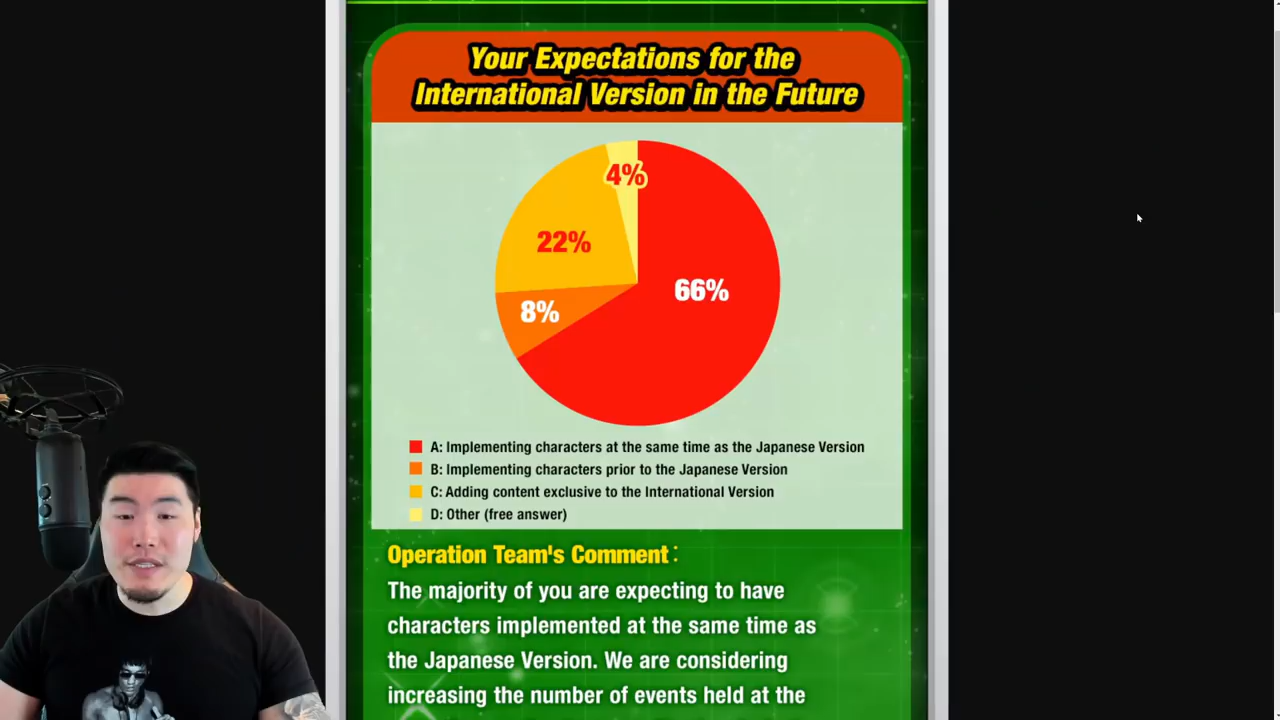 Your Expectations for the
International Version in the Future
4%
22%
66%
8%
A: Implementing characters at the same time as the Japanese Version
B: Implementing characters prior to the Japanese Version
C: Adding content exclusive to the International Version
D: Other (free answer)
Operation Team's Comment:
The majority of you are expecting to have
characters implemented at the same time as
the Japanese Version. We are considering
increasing the number of events held at the